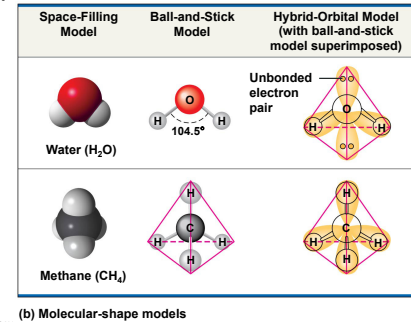 Space-Filling Model
Ball-and-Stick Model
Hybrid-Orbital Model
(with ball-and-stick
model superimposed)
O
H
H
104.5°
Water (H₂O)
Unbonded
electron
pair
O
H
H
H
C
H
H
H
Methane (CH₄)
H
C
H
H
H
(b) Molecular-shape models